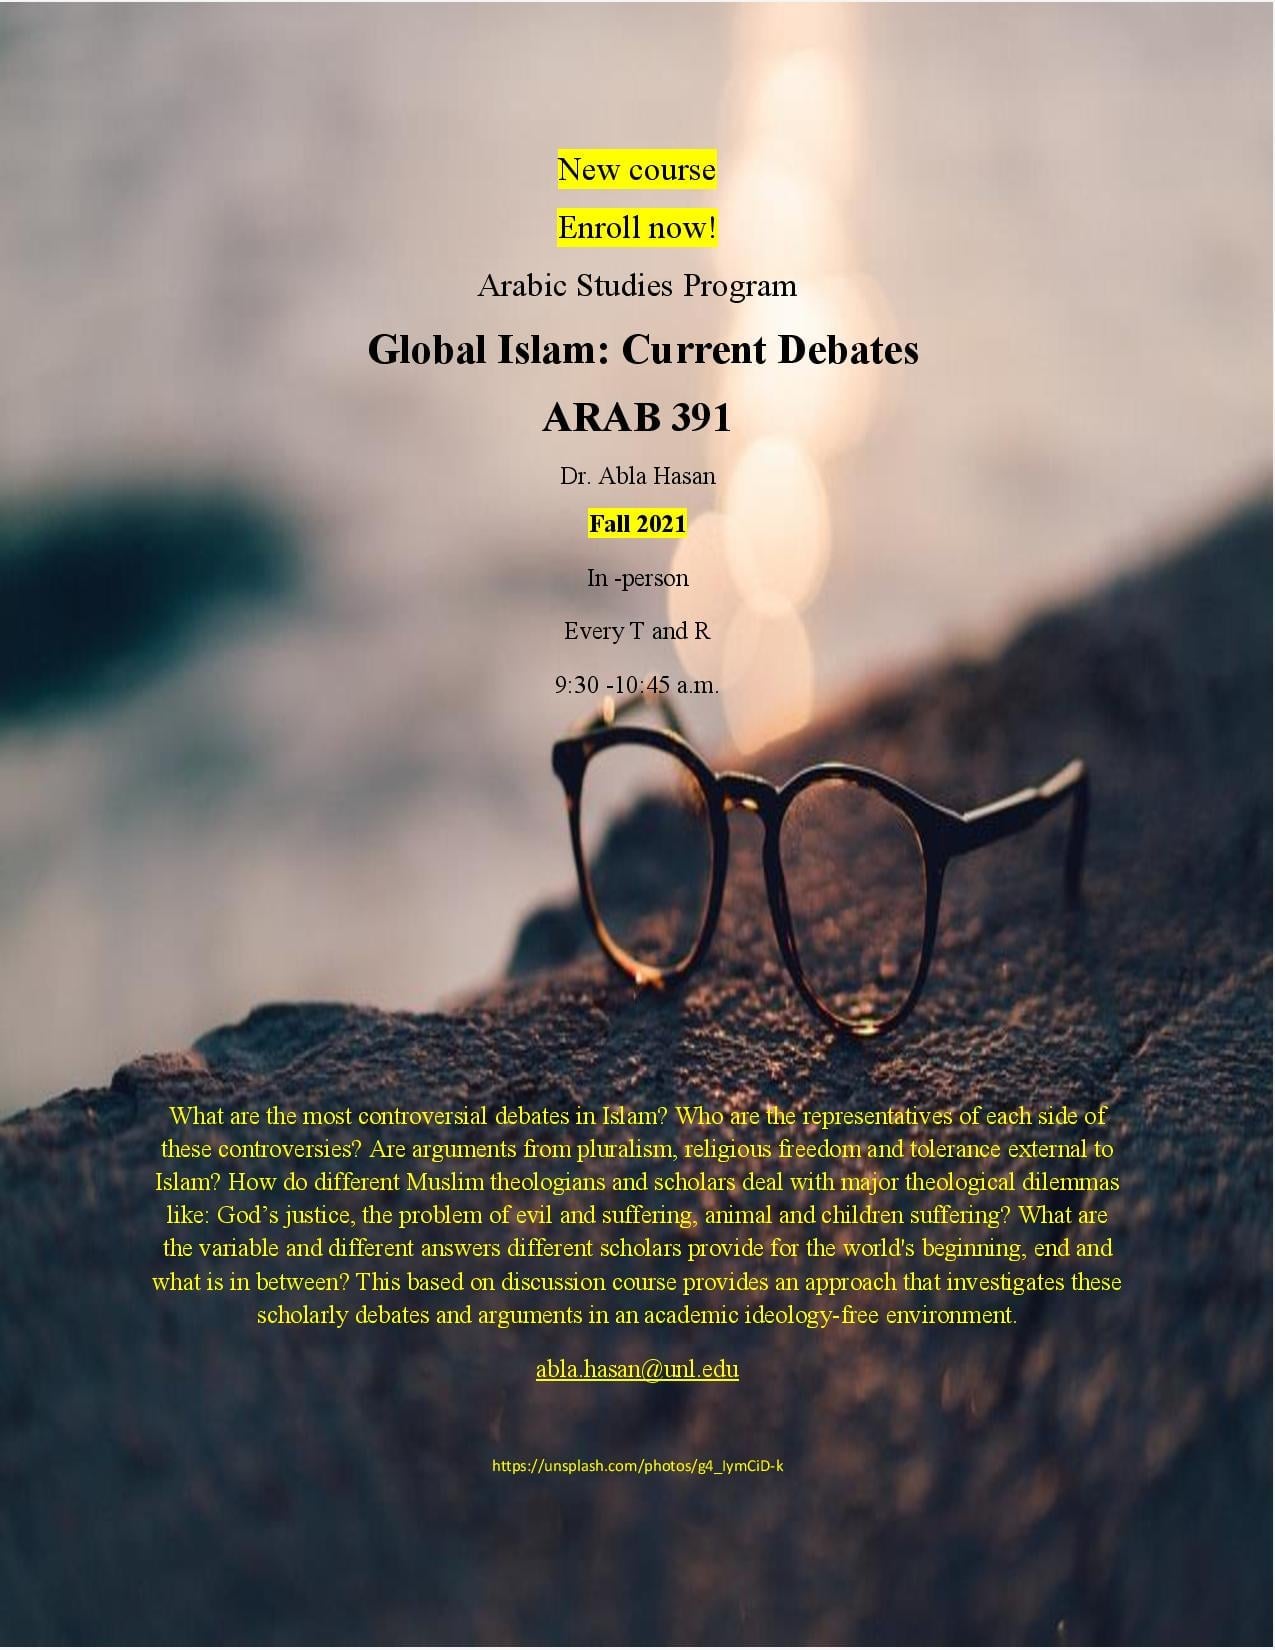 New course
Enroll now!
Arabic Studies Program
Global Islam: Current Debates
ARAB 391
Dr. Abla Hasan
Fall 2021
In -person
Every T and R
9:30 -10:45 a.m.
What are the most controversial debates in Islam? Who are the representatives of each side of
these controversies? Are arguments from pluralism, religious freedom and tolerance external to
Islam? How do different Muslim theologians and scholars deal with major theological dilemmas
like: God’s justice, the problem of evil and suffering, animal and children suffering? What are
the variable and different answers different scholars provide for the world's beginning, end and
what is in between? This based on discussion course provides an approach that investigates these
scholarly debates and arguments in an academic ideology-free environment.
abla.hasan@unl.edu
https://unsplash.com/photos/g4_IymCiD-k